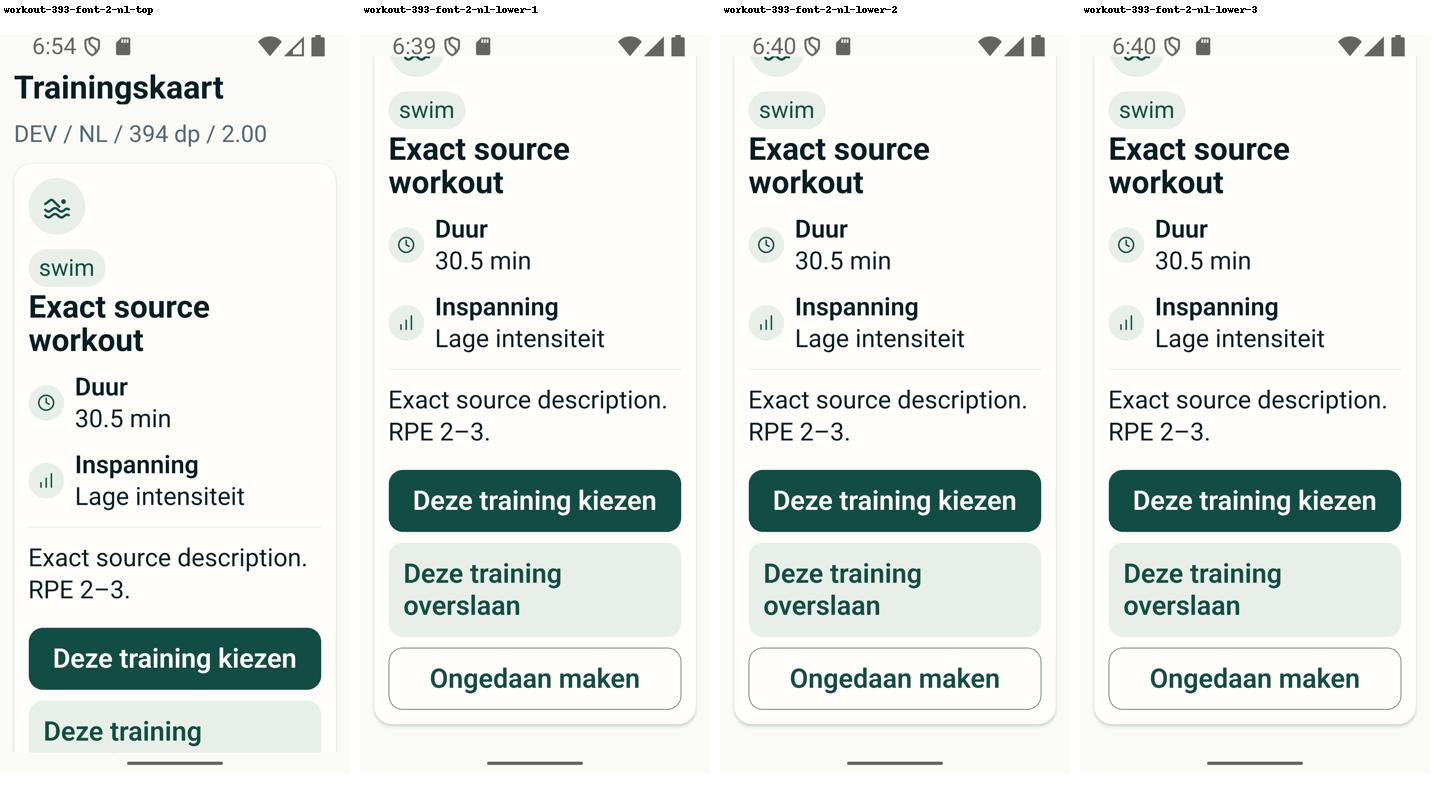 workout-393-font-2-nl-top
6:54
Trainingskaart
DEV / NL / 394 dp / 2.00
swim
Exact source
workout
Duur
30.5 min
Inspanning
Lage intensiteit
Exact source description.
RPE 2–3.
Deze training kiezen
Deze training
workout-393-font-2-nl-lower-1
6:39
swim
Exact source
workout
Duur
30.5 min
Inspanning
Lage intensiteit
Exact source description.
RPE 2–3.
Deze training kiezen
Deze training
overslaan
Ongedaan maken
workout-393-font-2-nl-lower-2
6:40
swim
Exact source
workout
Duur
30.5 min
Inspanning
Lage intensiteit
Exact source description.
RPE 2–3.
Deze training kiezen
Deze training
overslaan
Ongedaan maken
workout-393-font-2-nl-lower-3
6:40
swim
Exact source
workout
Duur
30.5 min
Inspanning
Lage intensiteit
Exact source description.
RPE 2–3.
Deze training kiezen
Deze training
overslaan
Ongedaan maken